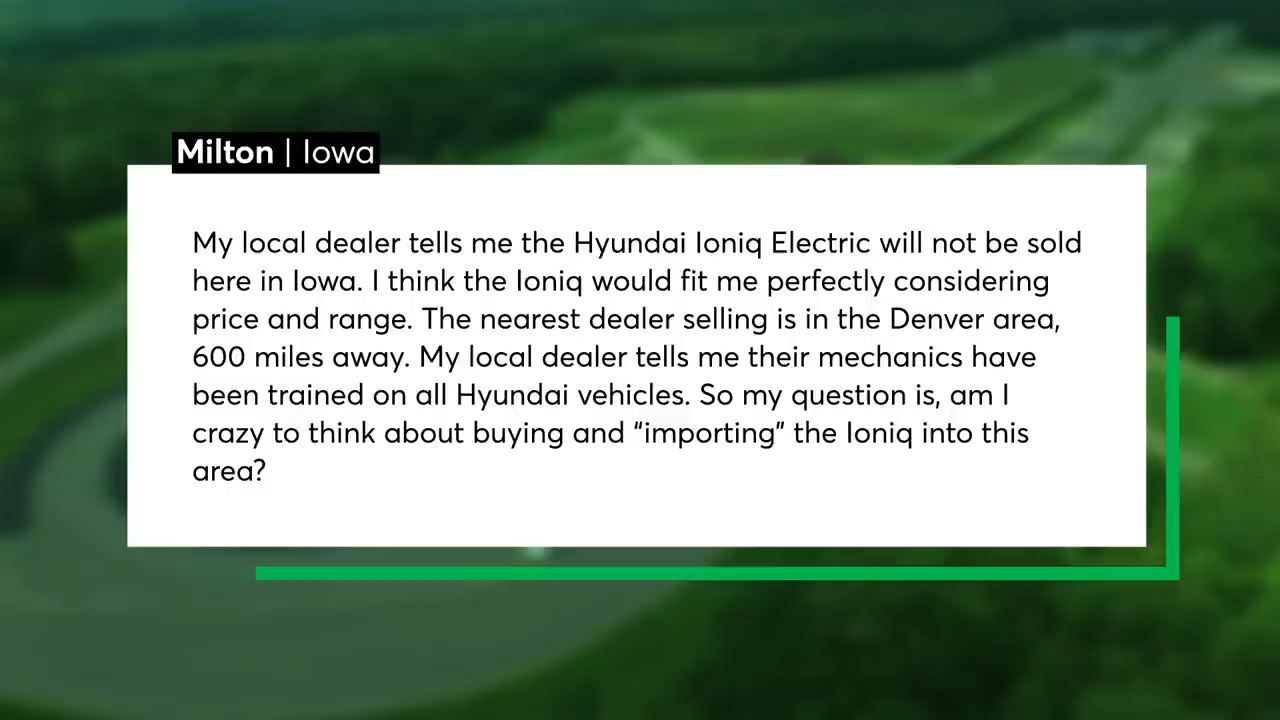 Milton | Iowa
My local dealer tells me the Hyundai Ioniq Electric will not be sold
here in Iowa. I think the Ioniq would fit me perfectly considering
price and range. The nearest dealer selling is in the Denver area,
600 miles away. My local dealer tells me their mechanics have
been trained on all Hyundai vehicles. So my question is, am I
crazy to think about buying and “importing” the Ioniq into this
area?